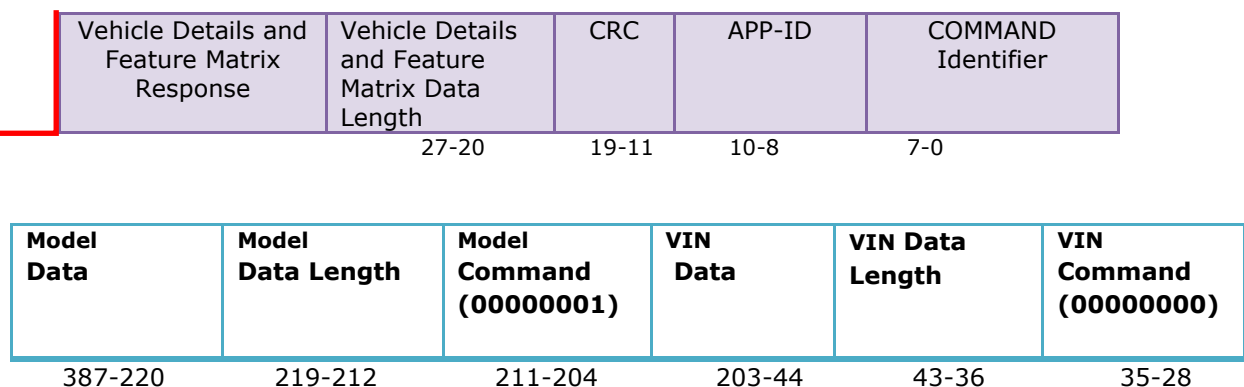 Vehicle Details and
Feature Matrix
Response
Vehicle Details
and Feature
Matrix Data
Length
CRC
APP-ID
COMMAND
Identifier
27-20
19-11
10-8
7-0
Model
Data
Model
Data Length
Model
Command
(00000001)
VIN
Data
VIN Data
Length
VIN
Command
(00000000)
387-220
219-212
211-204
203-44
43-36
35-28